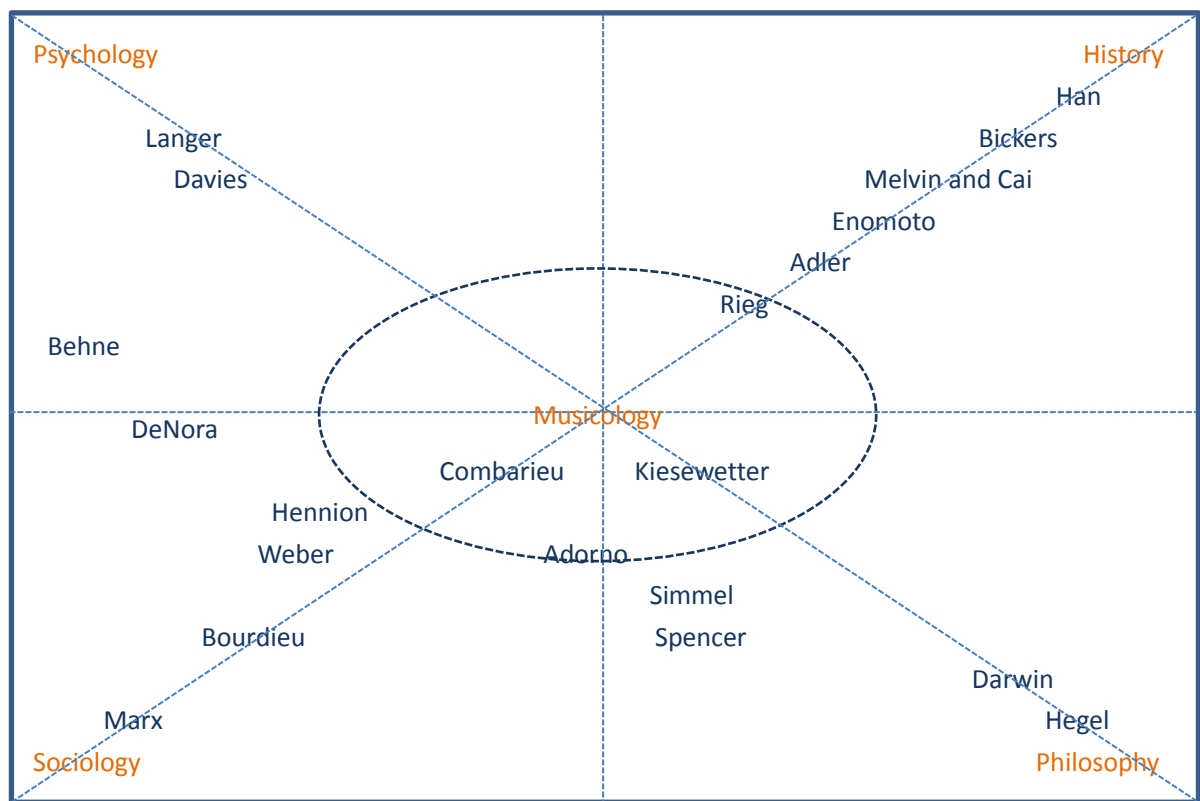 Psychology
History
Han
Langer
Bickers
Davies
Melvin and Cai
Enomoto
Adler
Rieg
Behne
Musicology
DeNora
Combarieu
Kiesewetter
Hennion
Weber
Adorno
Simmel
Bourdieu
Spencer
Darwin
Marx
Hegel
Sociology
Philosophy